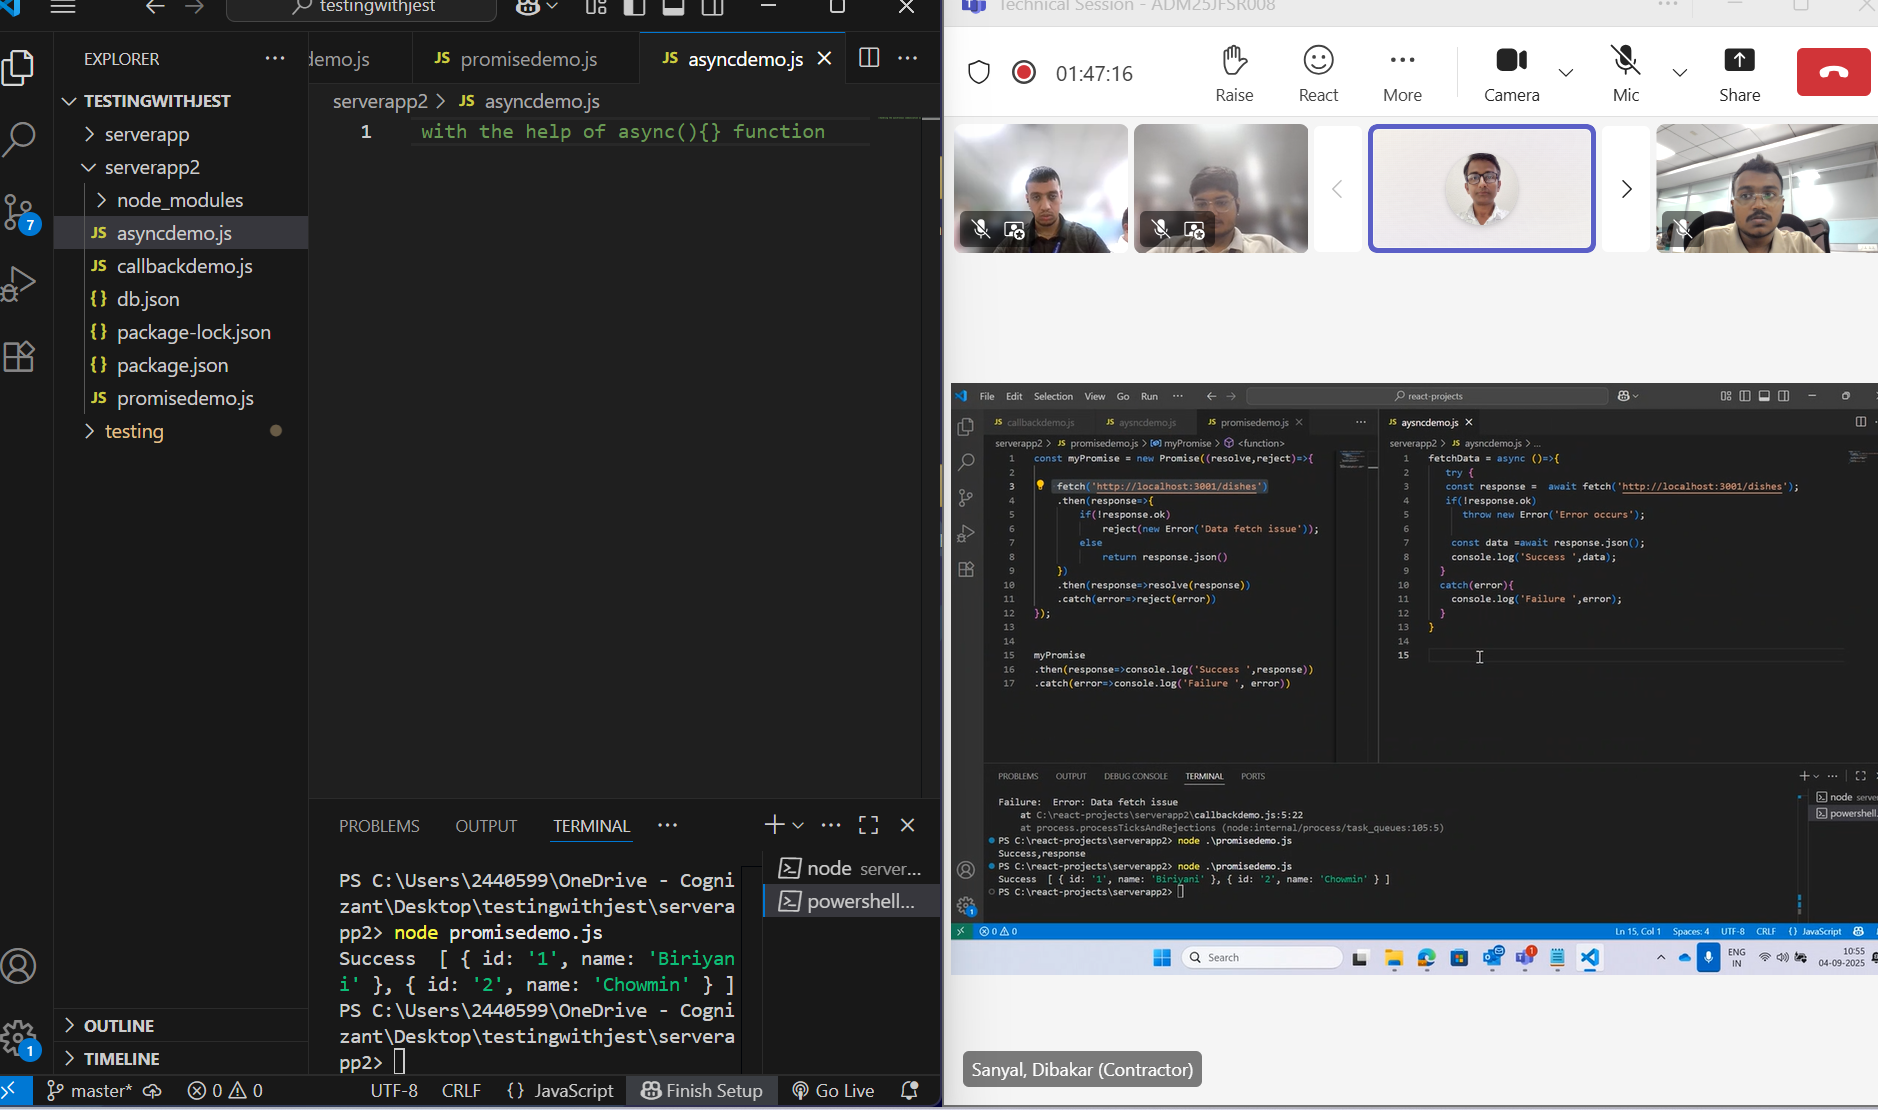 testingwithjest
EXPLORER
demo.js
JS promisedemo.js
JS asyncdemo.js
serverapp2 > JS asyncdemo.js
1 with the help of async(){} function
TESTINGWITHJEST
serverapp
serverapp2
node_modules
JS asyncdemo.js
JS callbackdemo.js
{} db.json
{} package-lock.json
{} package.json
JS promisedemo.js
testing
7
OUTLINE
TIMELINE
1
PROBLEMS OUTPUT TERMINAL
node server...
powershell...
PS C:\Users\2440599\OneDrive - Cogni
zant\Desktop\testingwithjest\servera
pp2> node promisedemo.js
Success  [ { id: '1', name: 'Biriyan
i' }, { id: '2', name: 'Chowmin' } ]
PS C:\Users\2440599\OneDrive - Cogni
zant\Desktop\testingwithjest\servera
pp2>
master* 0 0 UTF-8 CRLF {} JavaScript Finish Setup Go Live
Technical Session - ADM25JFSR008
01:47:16
Raise React More Camera Mic Share
File Edit Selection View Go Run
react-projects
JS callbackdemo.js JS aysncdemo.js JS promisedemo.js
serverapp2 > JS promisedemo.js > myPromise > <function>
1 const myPromise = new Promise((resolve,reject)=>{
2
3 fetch('http://localhost:3001/dishes')
4 .then(response=>{
5 if(!response.ok)
6 reject(new Error('Data fetch issue'));
7 else
8 return response.json()
9 })
10 .then(response=>resolve(response))
11 .catch(error=>reject(error))
12 });
13
14
15 myPromise
16 .then(response=>console.log('Success ',response))
17 .catch(error=>console.log('Failure ', error))
JS aysncdemo.js
serverapp2 > JS aysncdemo.js > ...
1 fetchData = async ()=>{
2 try {
3 const response =  await fetch('http://localhost:3001/dishes');
4 if(!response.ok)
5 throw new Error('Error occurs');
6
7 const data =await response.json();
8 console.log('Success ',data);
9 }
10 catch(error){
11 console.log('Failure ',error);
12 }
13 }
14
15
PROBLEMS OUTPUT DEBUG CONSOLE TERMINAL PORTS
node serve
powershell
Failure:  Error: Data fetch issue
at C:\react-projects\serverapp2\callbackdemo.js:5:22
at process.processTicksAndRejections (node:internal/process/task_queues:105:5)
PS C:\react-projects\serverapp2> node .\promisedemo.js
Success,response
PS C:\react-projects\serverapp2> node .\promisedemo.js
Success  [ { id: '1', name: 'Biriyani' }, { id: '2', name: 'Chowmin' } ]
PS C:\react-projects\serverapp2>
1
0 0 Ln 15, Col 1 Spaces: 4 UTF-8 CRLF {} JavaScript
Search
1
ENG
IN
10:55
04-09-2025
Sanyal, Dibakar (Contractor)